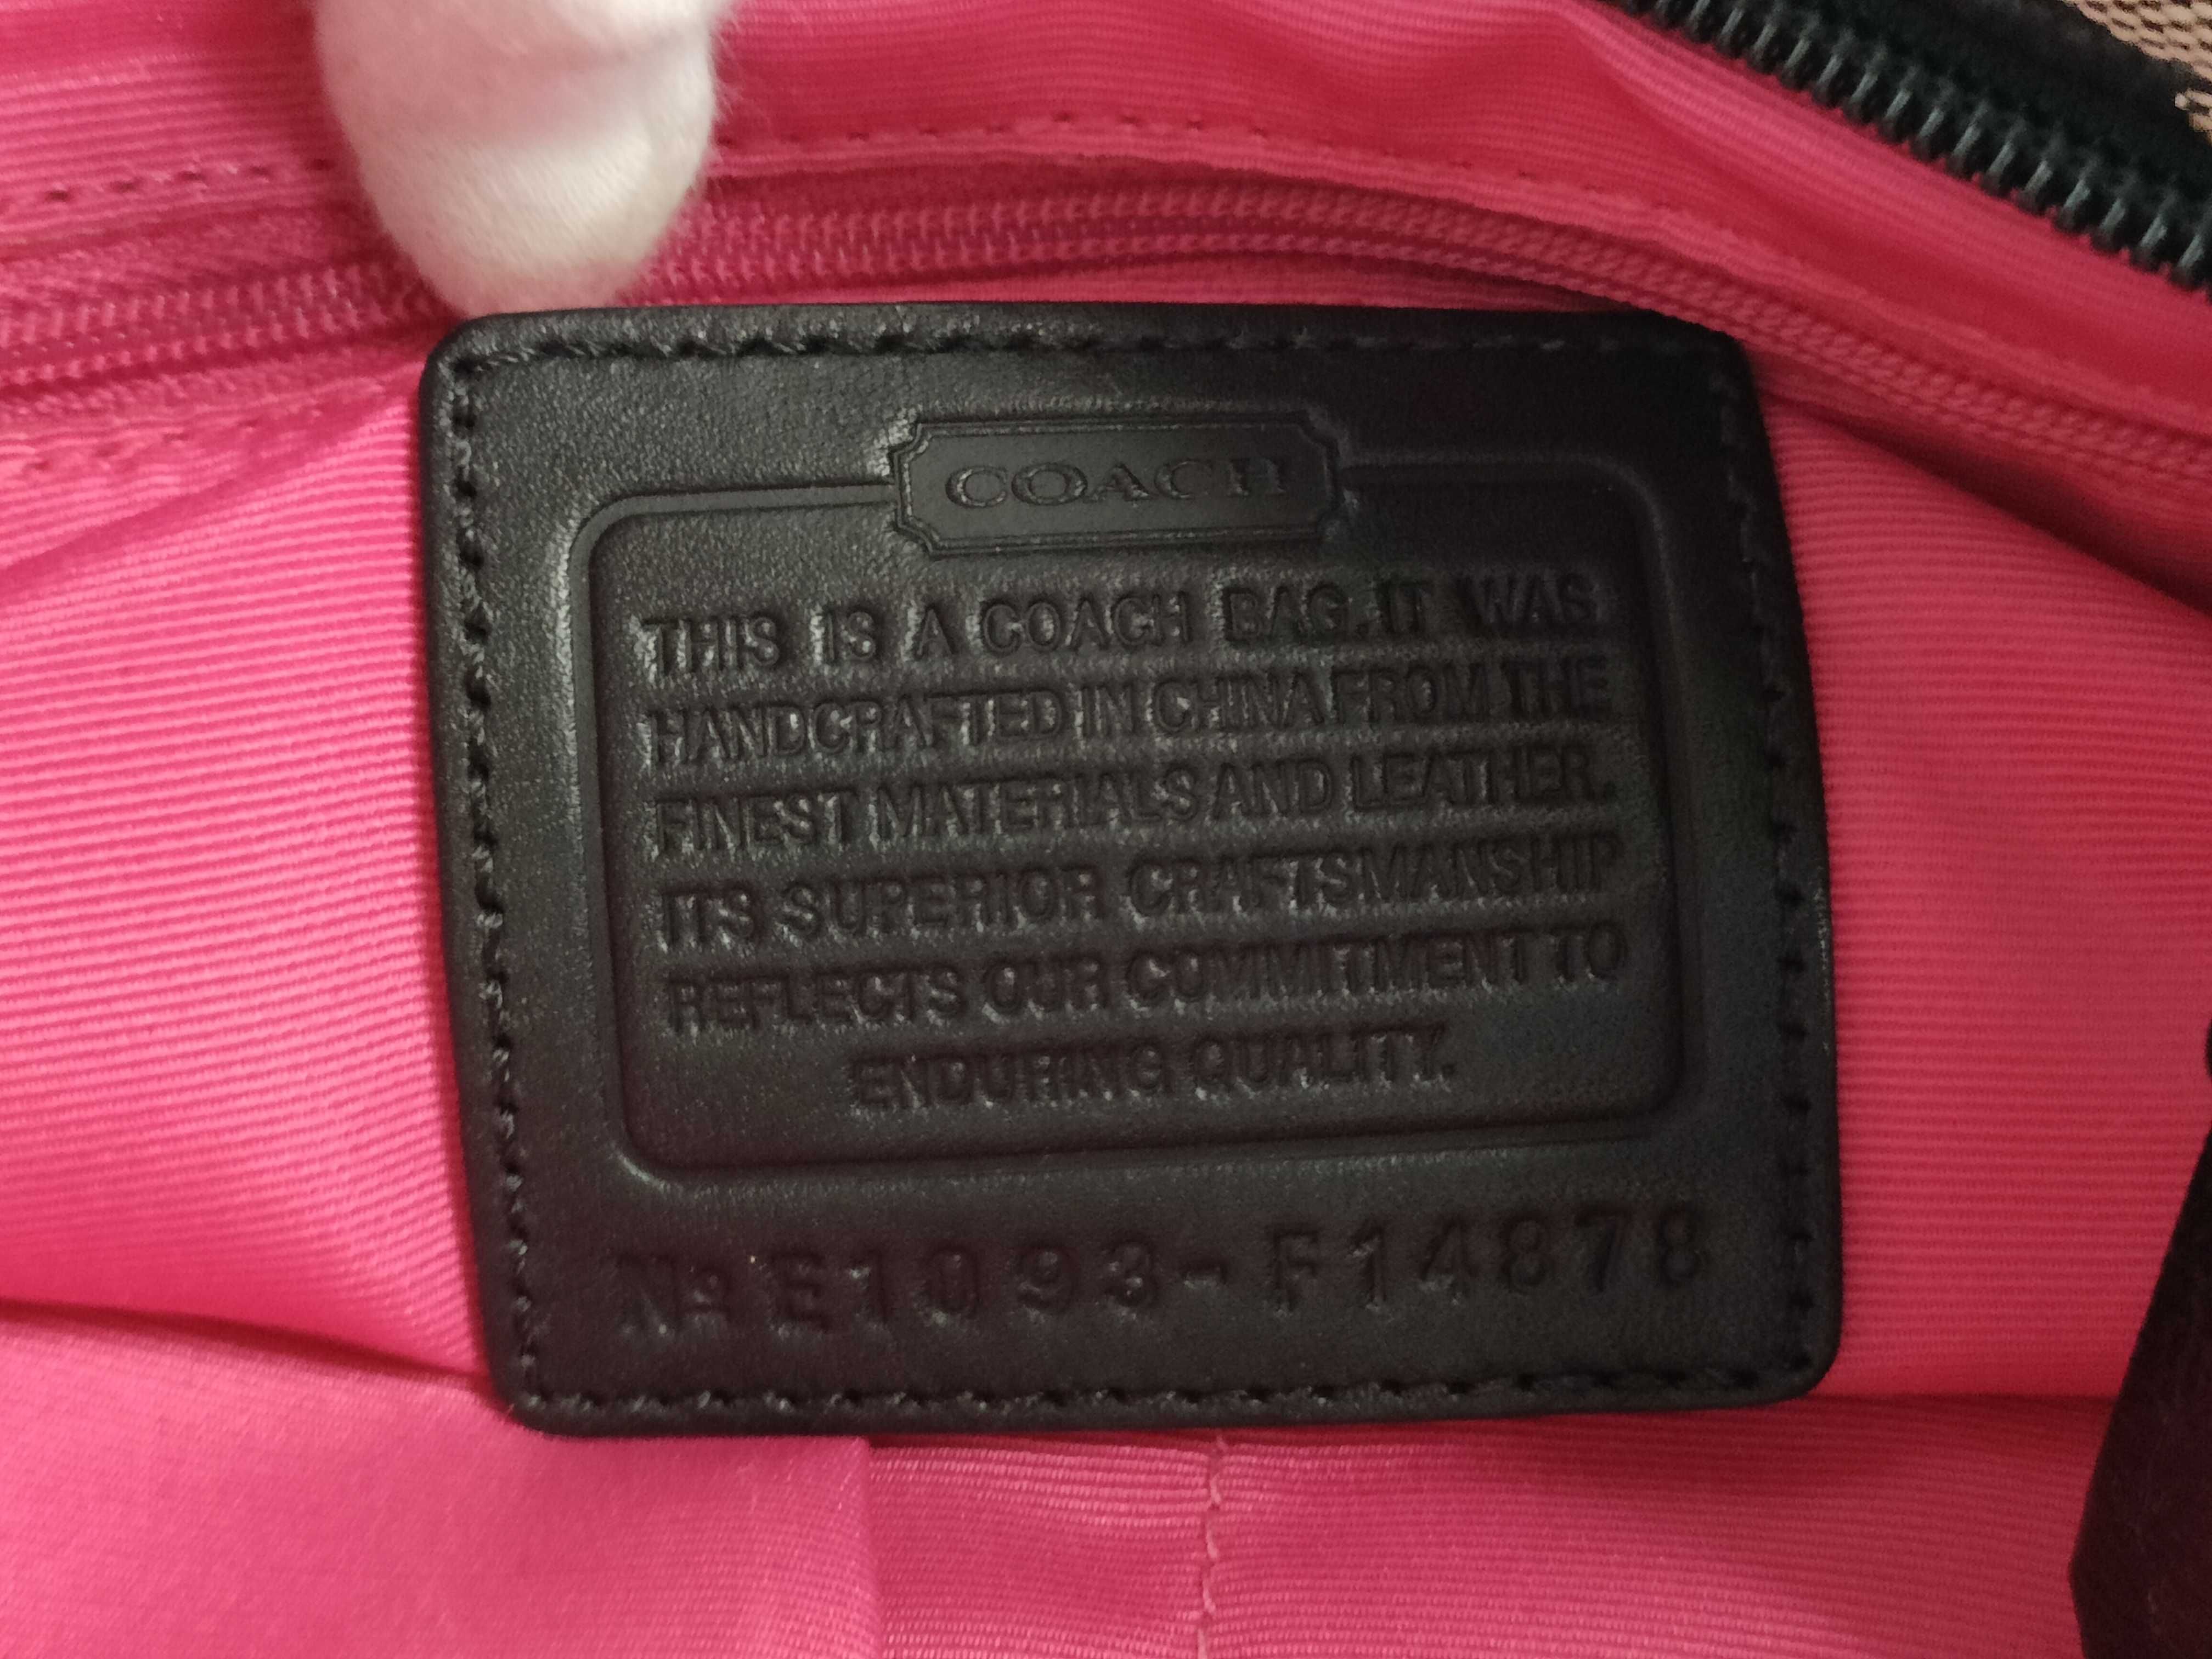 COACH
THIS IS A COACH BAG. IT WAS
HANDCRAFTED IN CHINA FROM THE
FINEST MATERIALS AND LEATHER.
ITS SUPERIOR CRAFTSMANSHIP
REFLECTS OUR COMMITMENT TO
ENDURING QUALITY.
Nº E1093-F14878